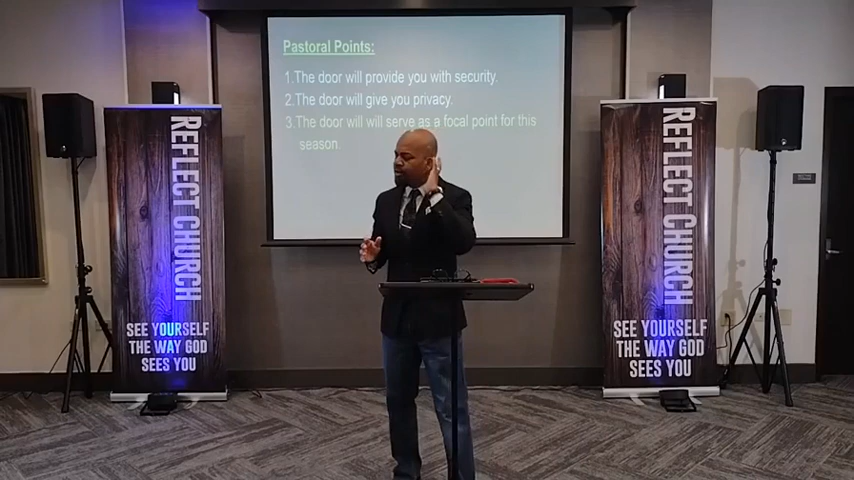 Pastoral Points:
1.The door will provide you with security.
2.The door will give you privacy.
3.The door will will serve as a focal point for this
season.
REFLECT CHURCH
SEE YOURSELF
THE WAY GOD
SEES YOU
REFLECT CHURCH
SEE YOURSELF
THE WAY GOD
SEES YOU